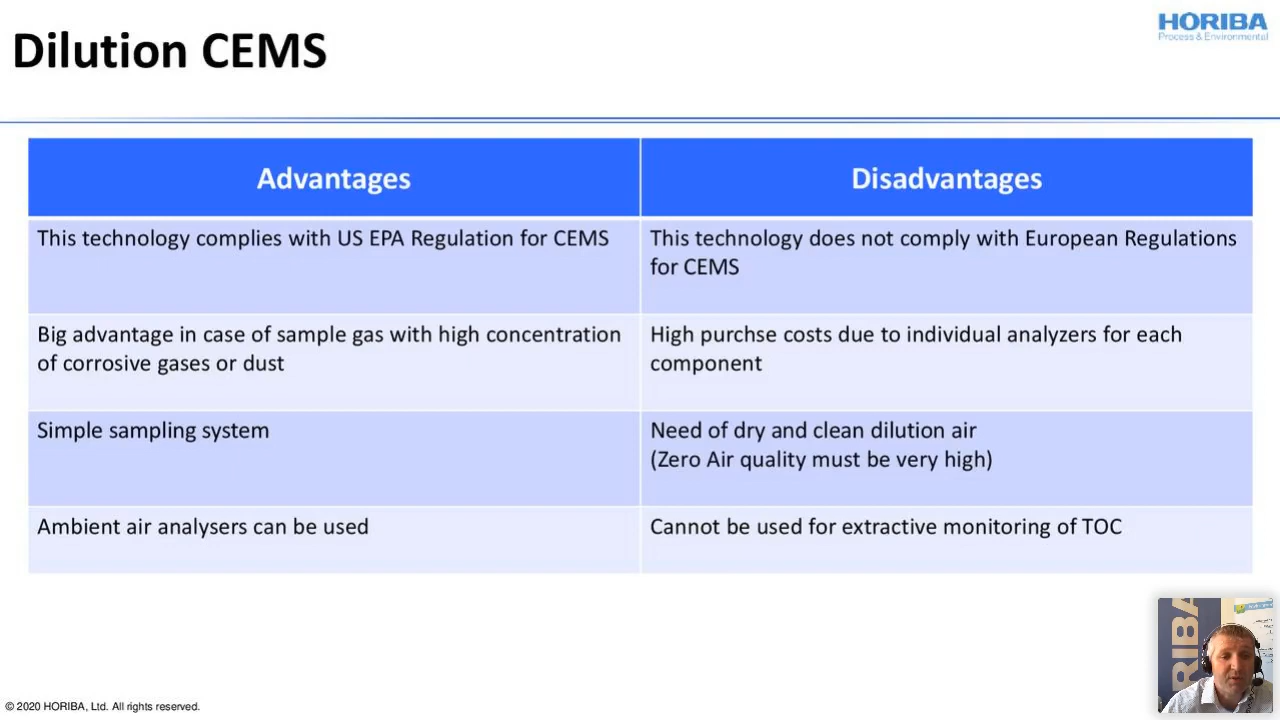 Dilution CEMS
HORIBA
Process & Environmental
Advantages
Disadvantages
This technology complies with US EPA Regulation for CEMS
This technology does not comply with European Regulations
for CEMS
Big advantage in case of sample gas with high concentration
of corrosive gases or dust
High purchse costs due to individual analyzers for each
component
Simple sampling system
Need of dry and clean dilution air
(Zero Air quality must be very high)
Ambient air analysers can be used
Cannot be used for extractive monitoring of TOC
RIBA
© 2020 HORIBA, Ltd. All rights reserved.